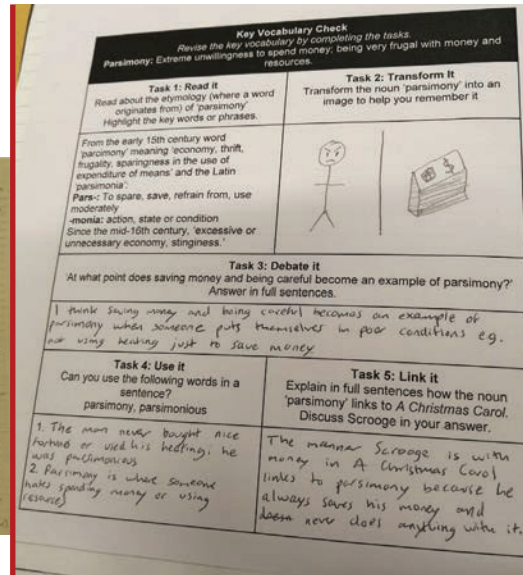 Key Vocabulary Check
Revise the key vocabulary by completing the tasks.
Parsimony: Extreme unwillingness to spend money; being very frugal with money and
resources.
Task 1: Read it
Read about the etymology (where a word
originates from) of 'parsimony'
Highlight the key words or phrases.
From the early 15th century word
'parcimony' meaning 'economy, thrift,
frugality, sparingness in the use of
expenditure of means' and the Latin
'parsimonia':
Pars-: To spare, save, refrain from, use
moderately
-monia: action, state or condition
Since the mid-16th century, 'excessive or
unnecessary economy, stinginess.'
Task 2: Transform It
Transform the noun 'parsimony' into an
image to help you remember it
$
Task 3: Debate it
'At what point does saving money and being careful become an example of parsimony?'
Answer in full sentences.
I think saving money and being careful becomes an example of
parsimony when someone puts themselves in poor conditions eg.
not using heating just to save money
Task 4: Use it
Can you use the following words in a
sentence?
parsimony, parsimonious
1. The man never bought nice
or used his heating; he
was parsimonious
2. Parsimony is where someone
hates spending money or using
resources
Task 5: Link it
Explain in full sentences how the noun
'parsimony' links to A Christmas Carol.
Discuss Scrooge in your answer.
The manner Scrooge is with
money in A Christmas Carol
links to parsimony because he
always saves his money and
never does anything with it.